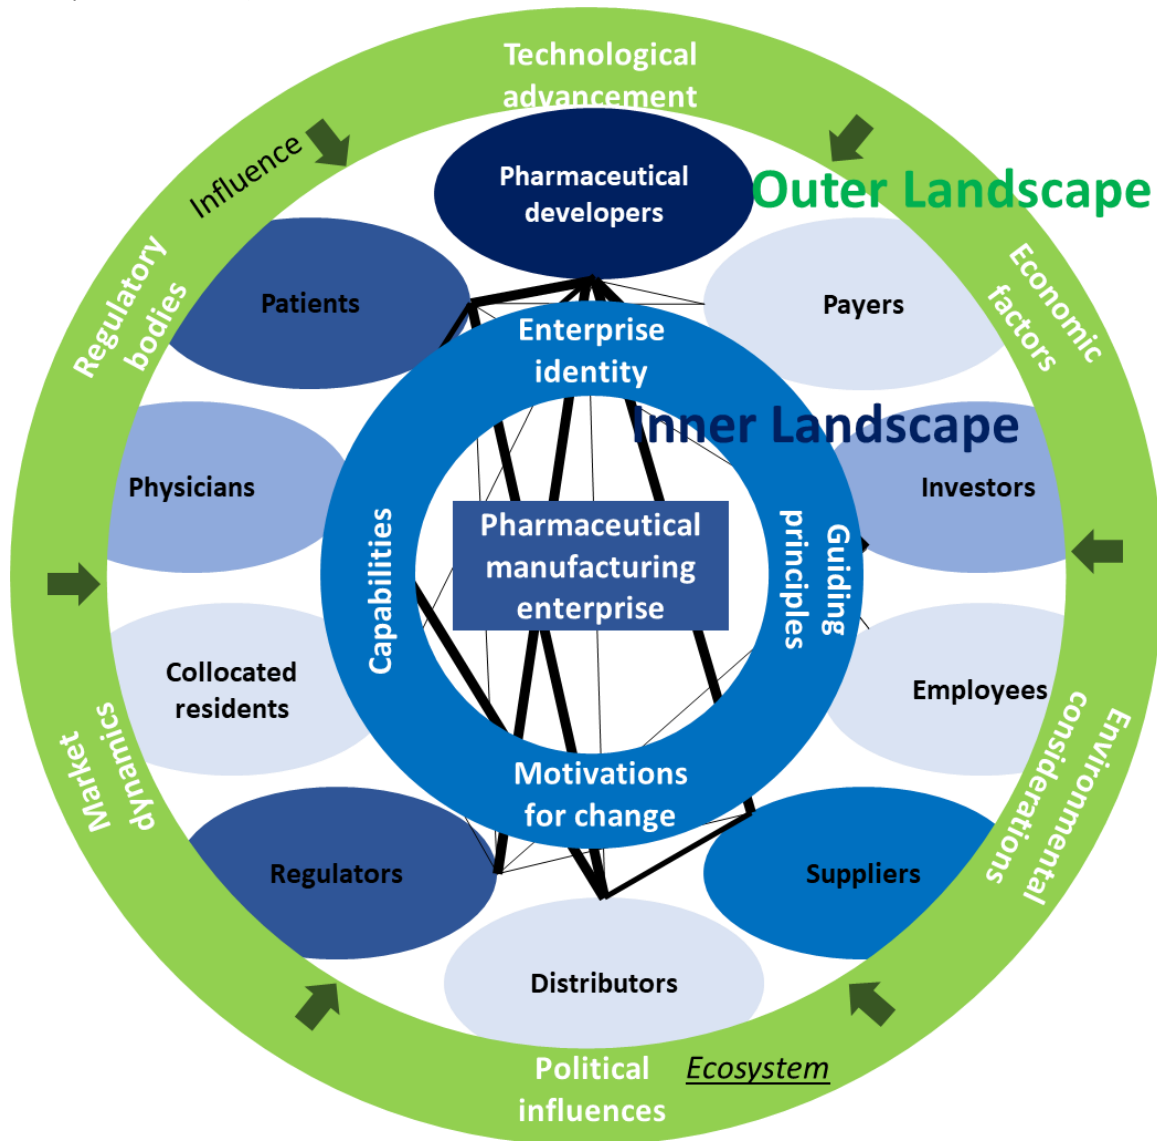 Technological
advancement
Influence
Pharmaceutical
developers
Outer Landscape
Regulatory
bodies
Patients
Payers
Economic
factors
Enterprise
identity
Inner Landscape
Physicians
Investors
Capabilities
Pharmaceutical
manufacturing
enterprise
Guiding
principles
Collocated
residents
Employees
Market
dynamics
Environmental
considerations
Motivations
for change
Regulators
Suppliers
Distributors
Political
influences
Ecosystem